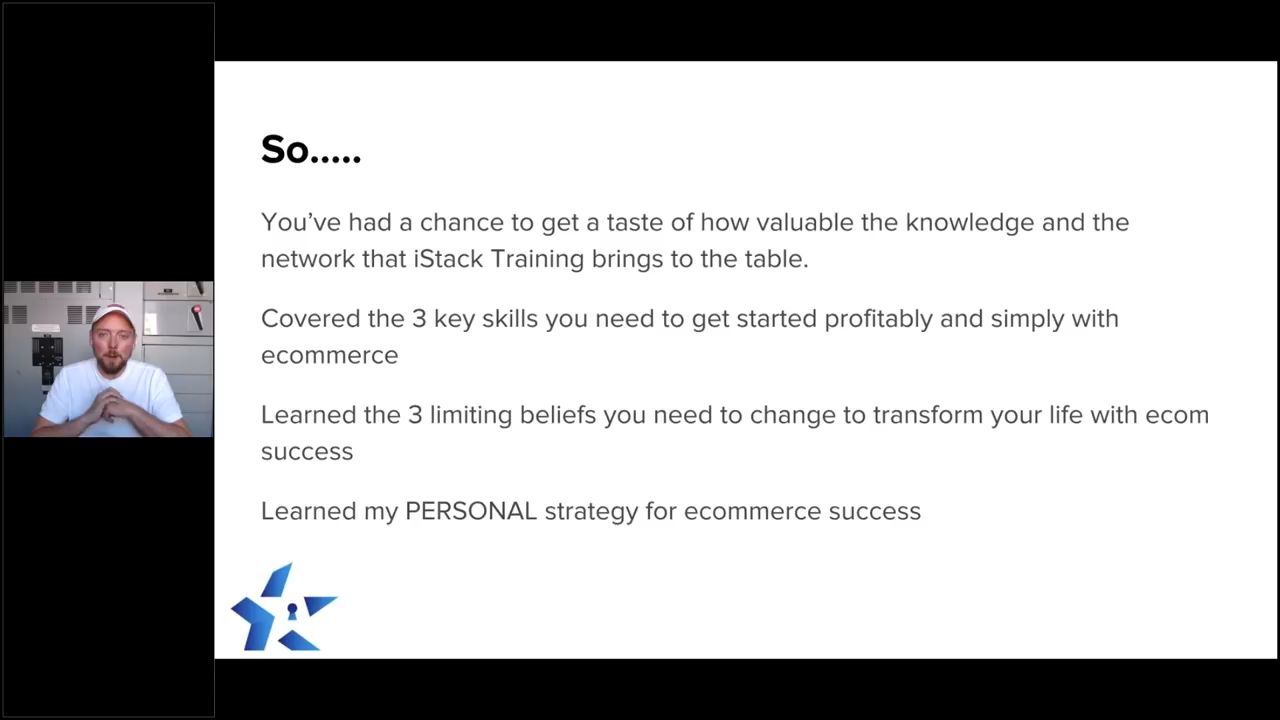 So.....
You’ve had a chance to get a taste of how valuable the knowledge and the
network that iStack Training brings to the table.
Covered the 3 key skills you need to get started profitably and simply with
ecommerce
Learned the 3 limiting beliefs you need to change to transform your life with ecom
success
Learned my PERSONAL strategy for ecommerce success